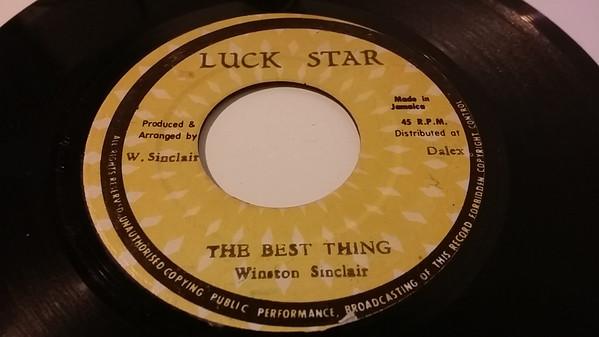 LUCK STAR
Produced &
Arranged by
W. Sinclair
Made in
Jamaica
45 R.P.M.
Distributed at
Dalex
THE BEST THING
Winston Sinclair
ALL RIGHTS RESERVED. UNAUTHORISED COPYING PUBLIC PERFORMANCE, BROADCASTING OF THIS RECORD FORBIDDEN COPYRIGHT CONTROL